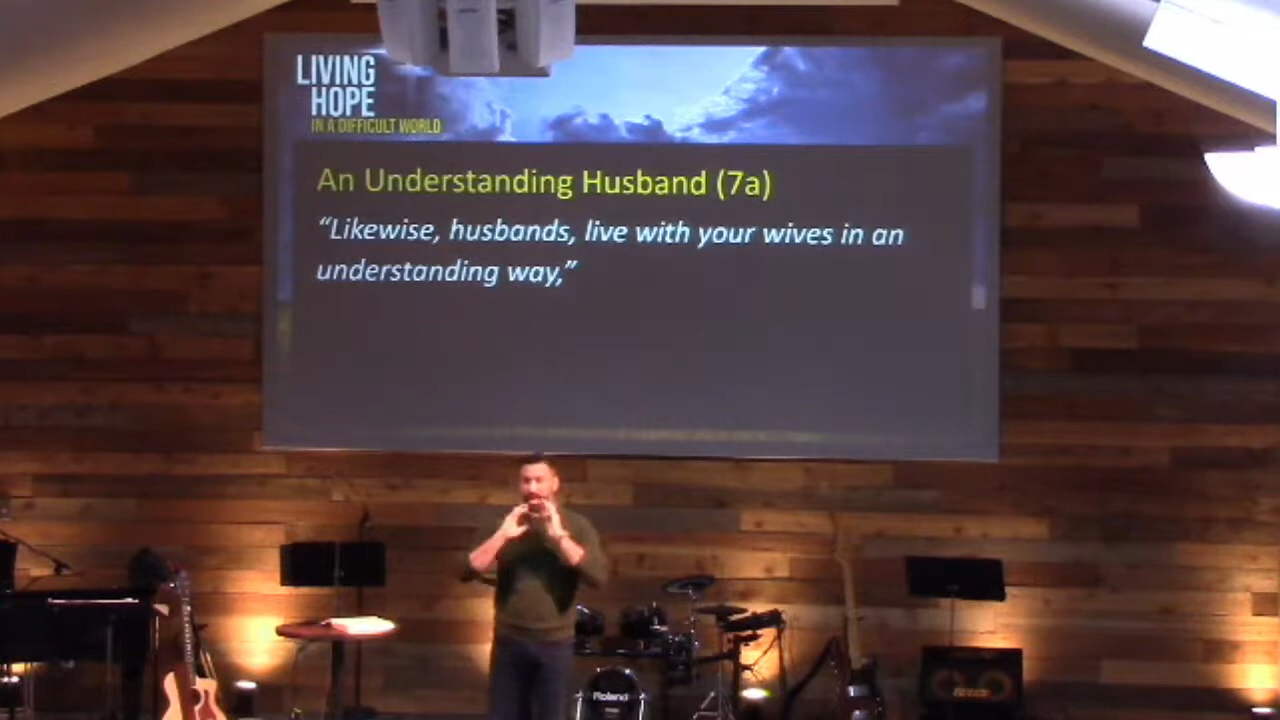 LIVING
HOPE
IN A DIFFICULT WORLD
An Understanding Husband (7a)
“Likewise, husbands, live with your wives in an
understanding way,”
Roland